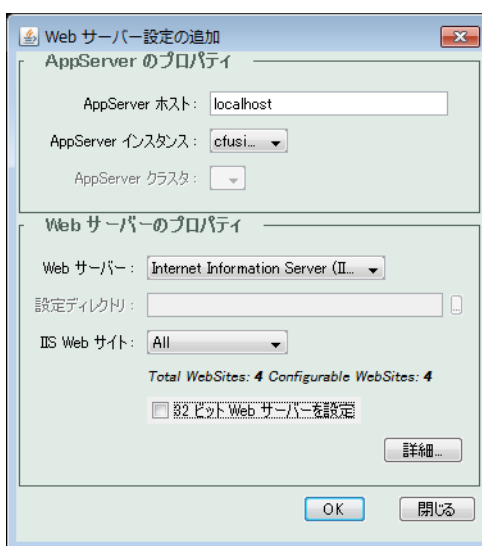 Web サーバー設定の追加
AppServer のプロパティ
AppServer ホスト : localhost
AppServer インスタンス : cfusi...
AppServer クラスタ :
Web サーバーのプロパティ
Web サーバー : Internet Information Server (II...
設定ディレクトリ : ...
IIS Web サイト : All
Total WebSites: 4 Configurable WebSites: 4
32 ビット Web サーバーを設定
詳細...
OK 閉じる